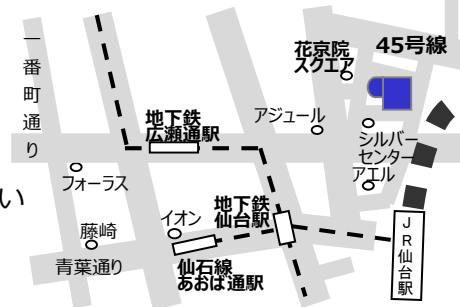 一番町通り
花京院
スクエア
45号線
地下鉄
広瀬通駅
アジュール
シルバー
センター
アエル
フォーラス
い
地下鉄
仙台駅
藤崎
イオン
青葉通り
仙石線
あおば通駅
JR仙台駅